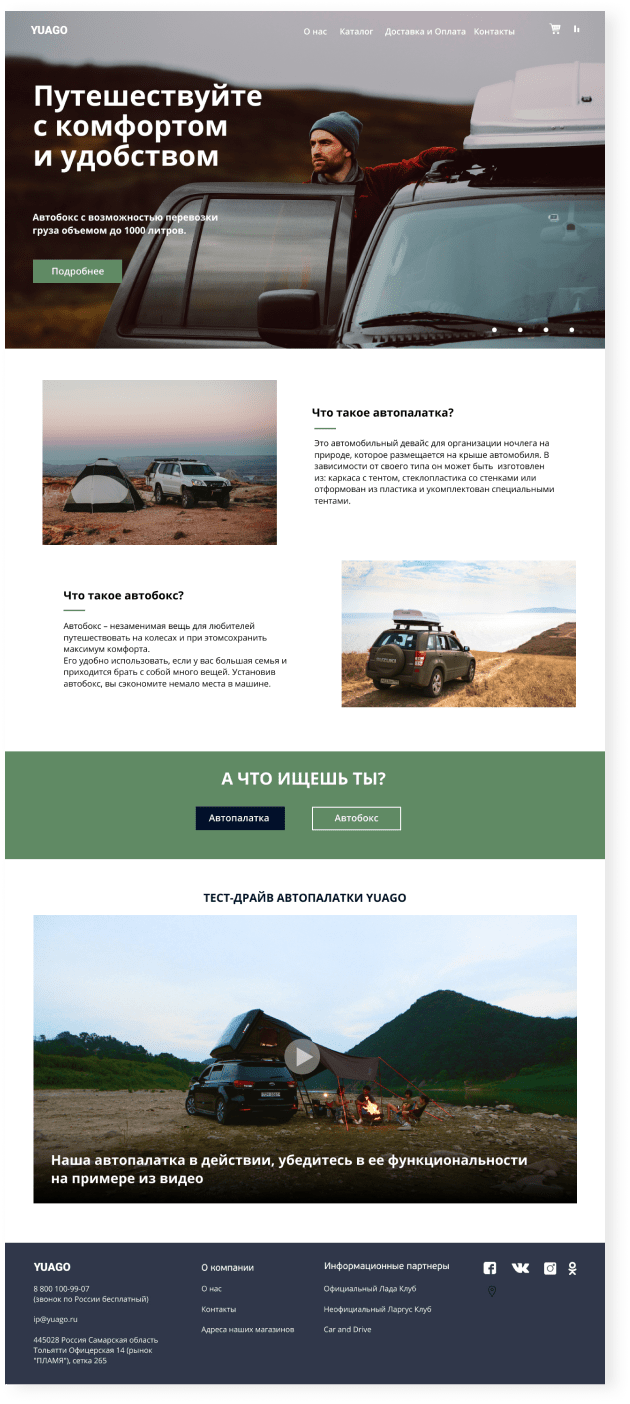 YUAGO
О нас Каталог Доставка и Оплата Контакты
Путешествуйте
с комфортом
и удобством
Автобокс с возможностью перевозки
груза объемом до 1000 литров.
Подробнее
Что такое автопалатка?
Это автомобильный девайс для организации ночлега на
природе, которое размещается на крыше автомобиля. В
зависимости от своего типа он может быть изготовлен
из: каркаса с тентом, стеклопластика со стенками или
отформован из пластика и укомплектован специальными
тентами.
Что такое автобокс?
Автобокс – незаменимая вещь для любителей
путешествовать на колесах и при этомсохранить
максимум комфорта.
Его удобно использовать, если у вас большая семья и
приходится брать с собой много вещей. Установив
автобокс, вы сэкономите немало места в машине.
А ЧТО ИЩЕШЬ ТЫ?
Автопалатка
Автобокс
ТЕСТ-ДРАЙВ АВТОПАЛАТКИ YUAGO
Наша автопалатка в действии, убедитесь в ее функциональности
на примере из видео
YUAGO
8 800 100-99-07
(звонок по России бесплатный)
ip@yuago.ru
445028 Россия Самарская область
Тольятти Офицерская 14 (рынок
"ПЛАМЯ"), сетка 265
О компании
О нас
Контакты
Адреса наших магазинов
Информационные партнеры
Официальный Лада Клуб
Неофициальный Ларгус Клуб
Car and Drive